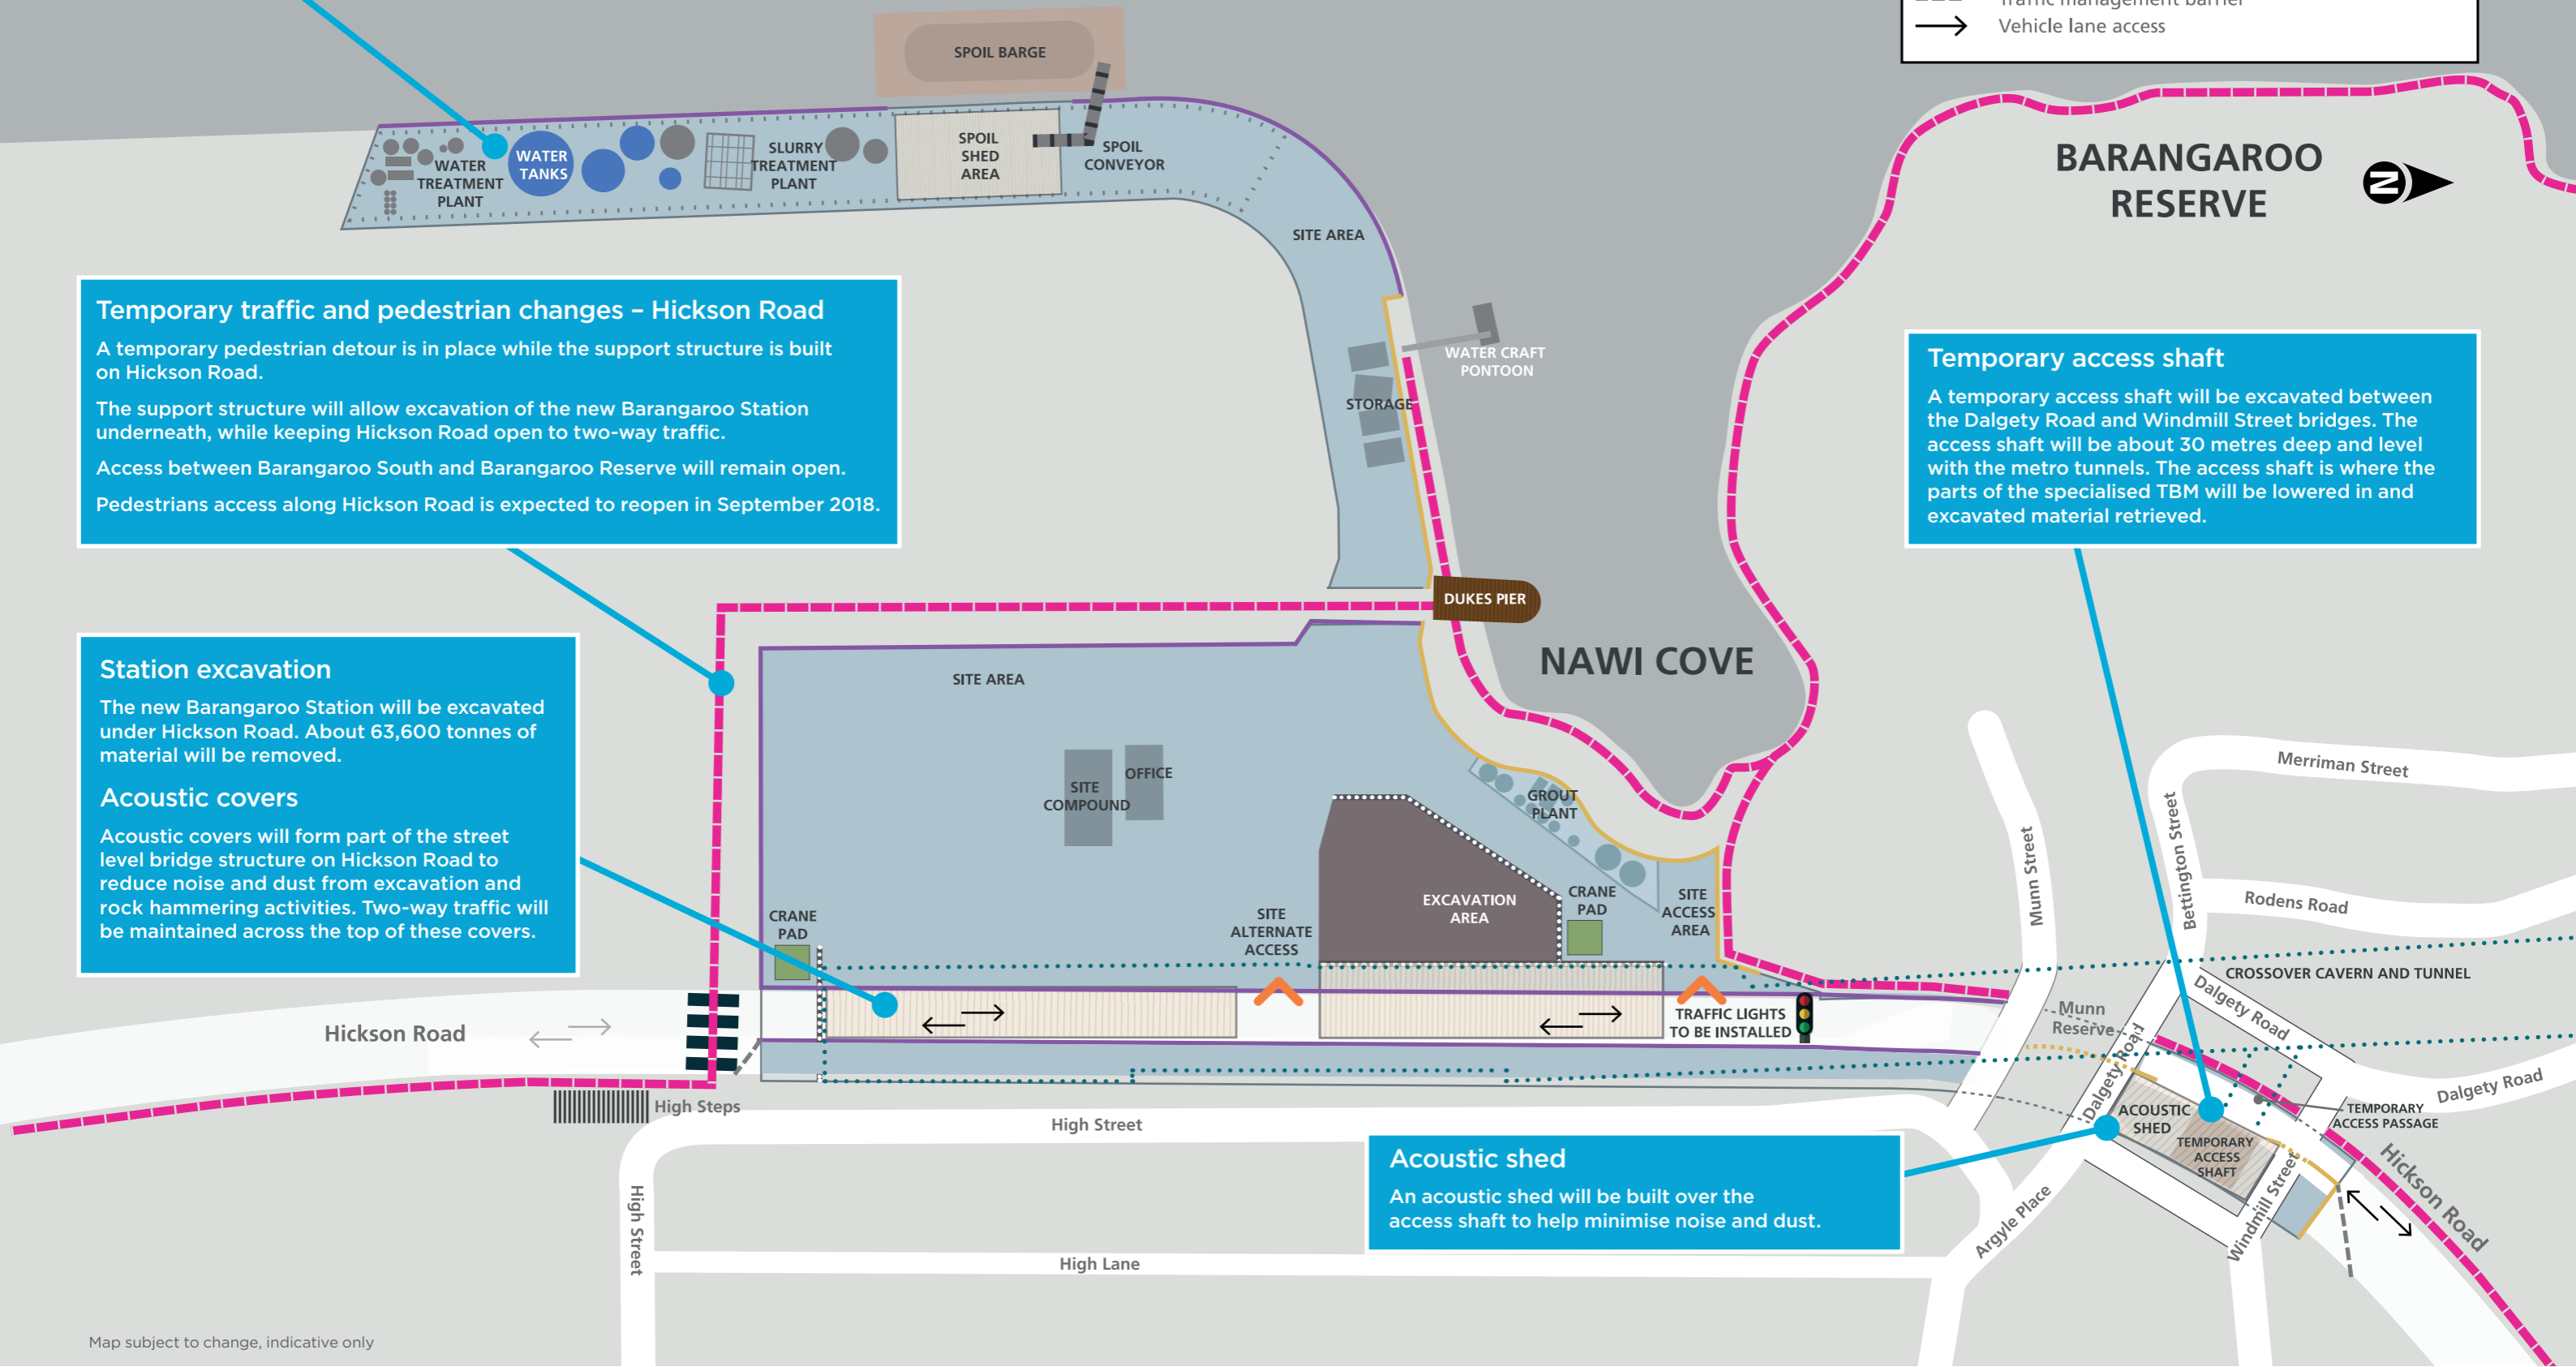 Traffic management barrier
Vehicle lane access
SPOIL BARGE
WATER
TREATMENT
PLANT
WATER
TANKS
SLURRY
TREATMENT
PLANT
SPOIL
SHED
AREA
SPOIL
CONVEYOR
SITE AREA
BARANGAROO
RESERVE
N
Temporary traffic and pedestrian changes – Hickson Road
A temporary pedestrian detour is in place while the support structure is built
on Hickson Road.
The support structure will allow excavation of the new Barangaroo Station
underneath, while keeping Hickson Road open to two-way traffic.
Access between Barangaroo South and Barangaroo Reserve will remain open.
Pedestrians access along Hickson Road is expected to reopen in September 2018.
WATER CRAFT
PONTOON
STORAGE
Temporary access shaft
A temporary access shaft will be excavated between
the Dalgety Road and Windmill Street bridges. The
access shaft will be about 30 metres deep and level
with the metro tunnels. The access shaft is where the
parts of the specialised TBM will be lowered in and
excavated material retrieved.
DUKES PIER
NAWI COVE
Station excavation
The new Barangaroo Station will be excavated
under Hickson Road. About 63,600 tonnes of
material will be removed.
Acoustic covers
Acoustic covers will form part of the street
level bridge structure on Hickson Road to
reduce noise and dust from excavation and
rock hammering activities. Two-way traffic will
be maintained across the top of these covers.
SITE AREA
SITE
COMPOUND
OFFICE
GROUT
PLANT
CRANE
PAD
SITE
ALTERNATE
ACCESS
EXCAVATION
AREA
CRANE
PAD
SITE
ACCESS
AREA
Munn Street
Bettington Street
Merriman Street
Rodens Road
CROSSOVER CAVERN AND TUNNEL
Dalgety Road
Munn
Reserve
Dalgety Road
Dalgety Road
Hickson Road
TRAFFIC LIGHTS
TO BE INSTALLED
High Steps
High Street
High Street
High Lane
ACOUSTIC
SHED
TEMPORARY
ACCESS
SHAFT
TEMPORARY
ACCESS PASSAGE
Hickson Road
Windmill Street
Argyle Place
Acoustic shed
An acoustic shed will be built over the
access shaft to help minimise noise and dust.
Map subject to change, indicative only